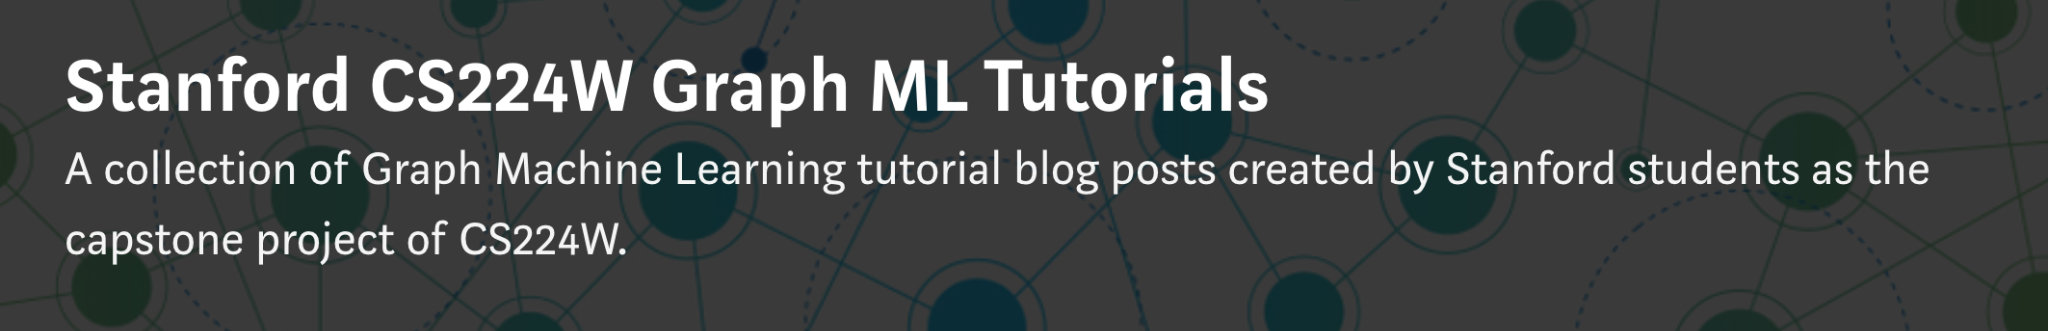 Stanford CS224W Graph ML Tutorials
A collection of Graph Machine Learning tutorial blog posts created by Stanford students as the
capstone project of CS224W.